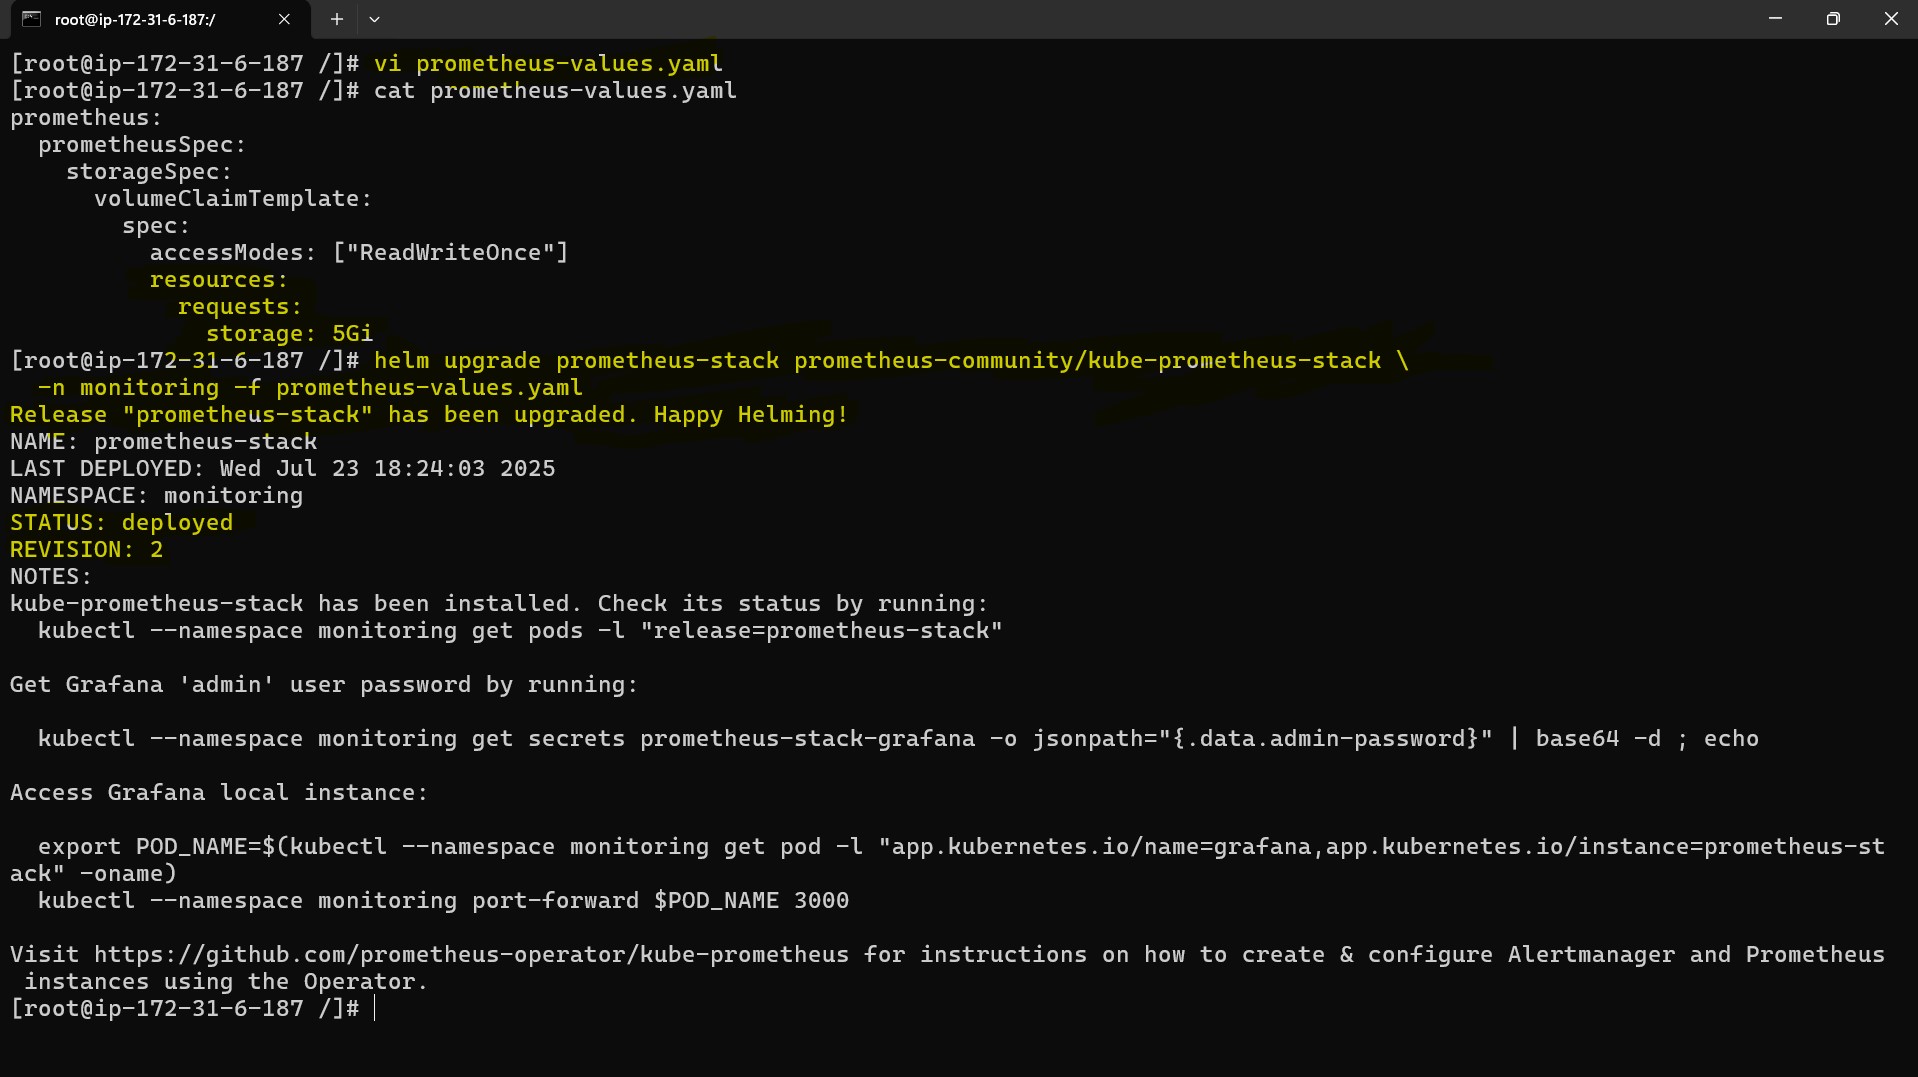 root@ip-172-31-6-187:/
[root@ip-172-31-6-187 /]# vi prometheus-values.yaml
[root@ip-172-31-6-187 /]# cat prometheus-values.yaml
prometheus:
  prometheusSpec:
    storageSpec:
      volumeClaimTemplate:
        spec:
          accessModes: ["ReadWriteOnce"]
          resources:
            requests:
              storage: 5Gi
[root@ip-172-31-6-187 /]# helm upgrade prometheus-stack prometheus-community/kube-prometheus-stack \
  -n monitoring -f prometheus-values.yaml
Release "prometheus-stack" has been upgraded. Happy Helming!
NAME: prometheus-stack
LAST DEPLOYED: Wed Jul 23 18:24:03 2025
NAMESPACE: monitoring
STATUS: deployed
REVISION: 2
NOTES:
kube-prometheus-stack has been installed. Check its status by running:
  kubectl --namespace monitoring get pods -l "release=prometheus-stack"

Get Grafana 'admin' user password by running:

  kubectl --namespace monitoring get secrets prometheus-stack-grafana -o jsonpath="{.data.admin-password}" | base64 -d ; echo

Access Grafana local instance:

  export POD_NAME=$(kubectl --namespace monitoring get pod -l "app.kubernetes.io/name=grafana,app.kubernetes.io/instance=prometheus-st
ack" -oname)
  kubectl --namespace monitoring port-forward $POD_NAME 3000

Visit https://github.com/prometheus-operator/kube-prometheus for instructions on how to create & configure Alertmanager and Prometheus
 instances using the Operator.
[root@ip-172-31-6-187 /]#